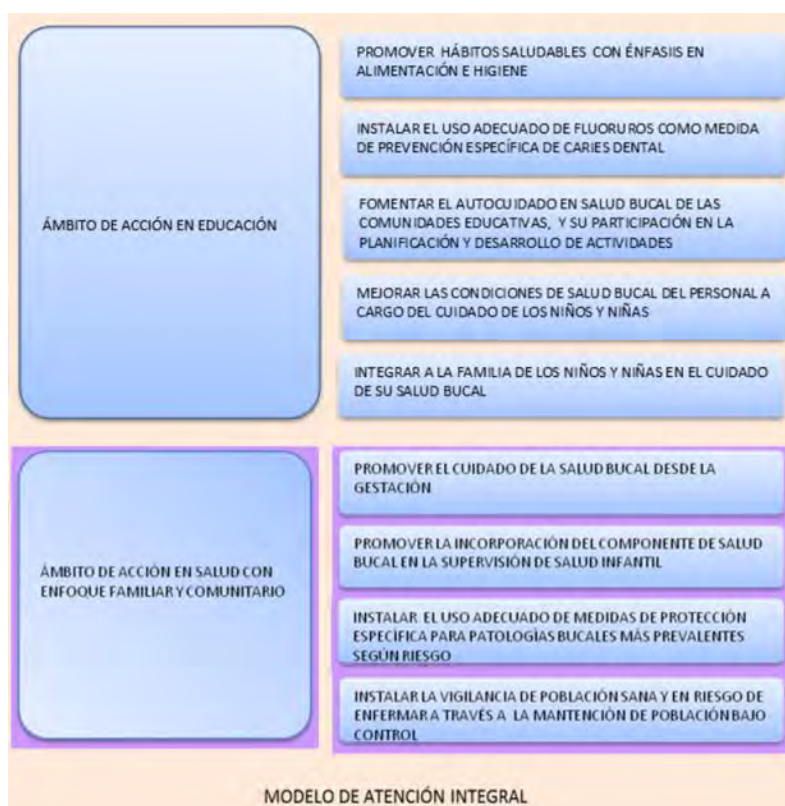 ÁMBITO DE ACCIÓN EN EDUCACIÓN
PROMOVER HÁBITOS SALUDABLES CON ÉNFASIIS EN
ALIMENTACIÓN E HIGIENE
INSTALAR EL USO ADECUADO DE FLUORUROS COMO MEDIDA
DE PREVENCIÓN ESPECÍFICA DE CARIES DENTAL
FOMENTAR EL AUTOCUIDADO EN SALUD BUCAL DE LAS
COMUNIDADES EDUCATIVAS, Y SU PARTICIPACIÓN EN LA
PLANIFICACIÓN Y DESARROLLO DE ACTIVIDADES
MEJORAR LAS CONDICIONES DE SALUD BUCAL DEL PERSONAL A
CARGO DEL CUIDADO DE LOS NIÑOS Y NIÑAS
INTEGRAR A LA FAMILIA DE LOS NIÑOS Y NIÑAS EN EL CUIDADO
DE SU SALUD BUCAL
ÁMBITO DE ACCIÓN EN SALUD CON
ENFOQUE FAMILIAR Y COMUNITARIO
PROMOVER EL CUIDADO DE LA SALUD BUCAL DESDE LA
GESTACIÓN
PROMOVER LA INCORPORACIÓN DEL COMPONENTE DE SALUD
BUCAL EN LA SUPERVISIÓN DE SALUD INFANTIL
INSTALAR EL USO ADECUADO DE MEDIDAS DE PROTECCIÓN
ESPECÍFICA PARA PATOLOGÍAS BUCALES MÁS PREVALENTES
SEGÚN RIESGO
INSTALAR LA VIGILANCIA DE POBLACIÓN SANA Y EN RIESGO DE
ENFERMAR A TRAVÉS A LA MANTENCIÓN DE POBLACIÓN BAJO
CONTROL
MODELO DE ATENCIÓN INTEGRAL